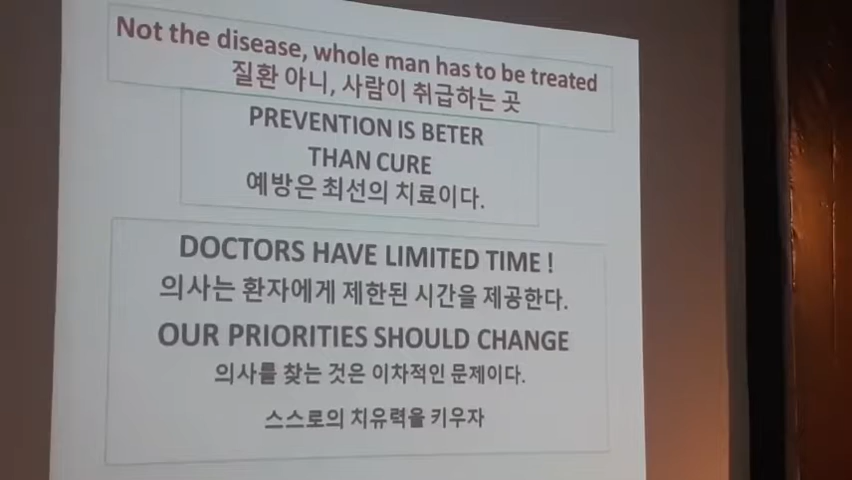 Not the disease, whole man has to be treated
질환 아니, 사람이 취급하는 곳
PREVENTION IS BETER
THAN CURE
예방은 최선의 치료이다.
DOCTORS HAVE LIMITED TIME !
의사는 환자에게 제한된 시간을 제공한다.
OUR PRIORITIES SHOULD CHANGE
의사를 찾는 것은 이차적인 문제이다.
스스로의 치유력을 키우자